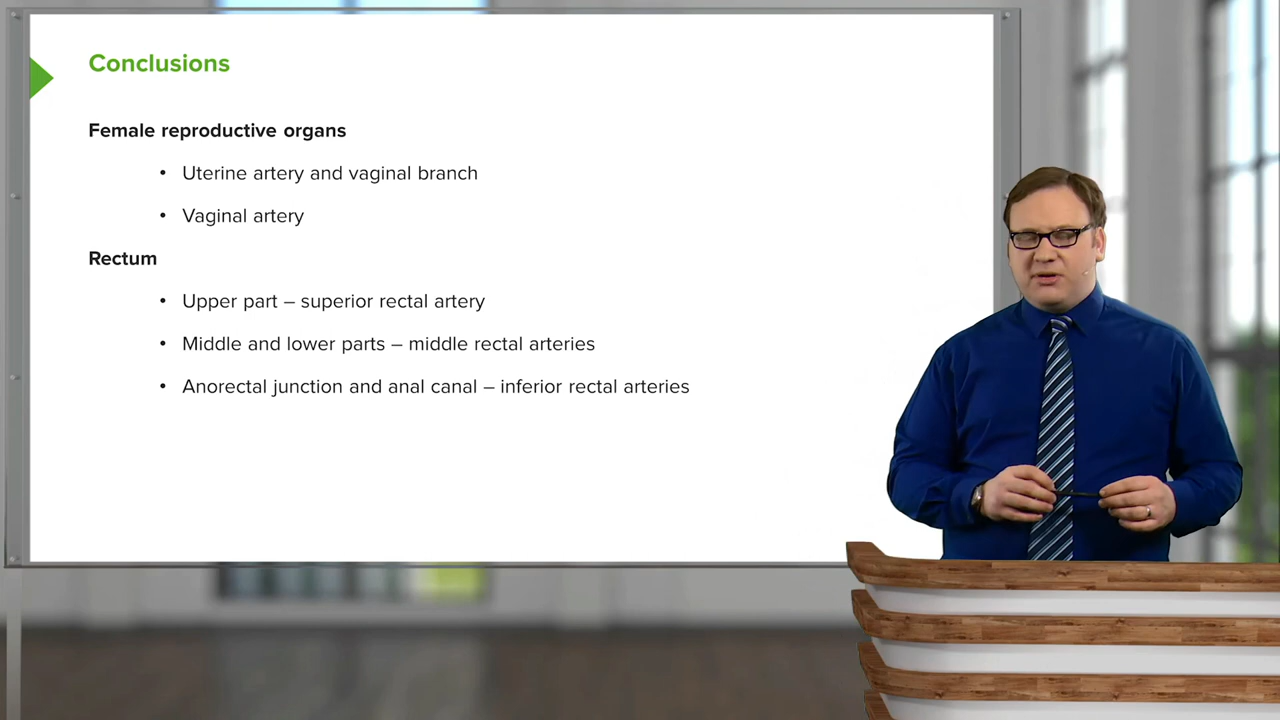 Conclusions
Female reproductive organs
• Uterine artery and vaginal branch
• Vaginal artery
Rectum
• Upper part – superior rectal artery
• Middle and lower parts – middle rectal arteries
• Anorectal junction and anal canal – inferior rectal arteries